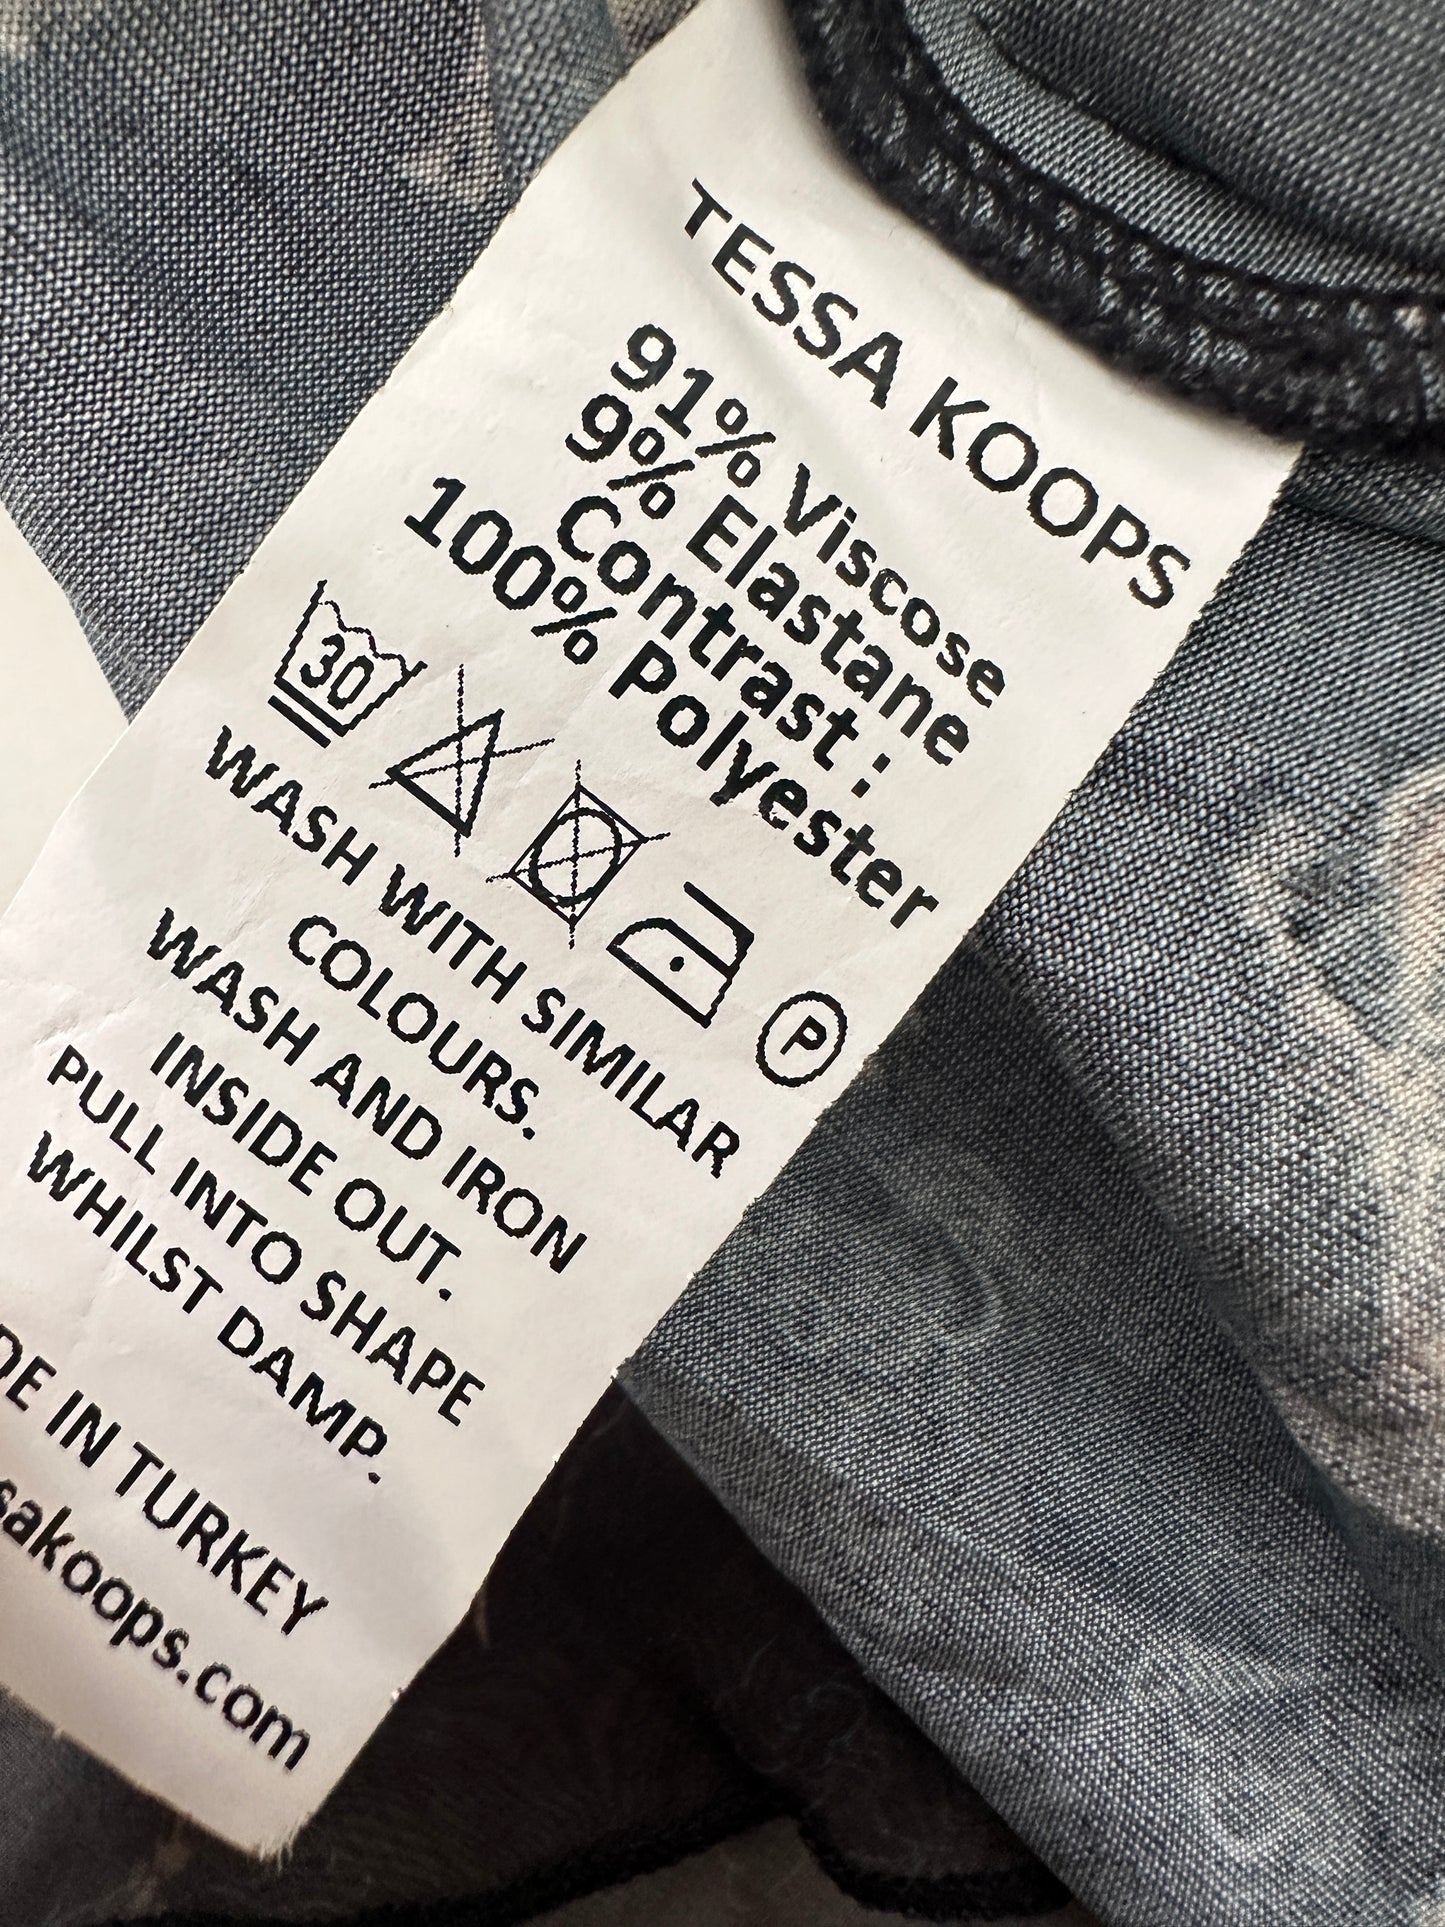 TESSA KOOPS
91% Viscose
9% Elastane
Contrast :
100% Polyester
30
P
WASH WITH SIMILAR
COLOURS.
WASH AND IRON
INSIDE OUT.
PULL INTO SHAPE
WHILST DAMP.
DE IN TURKEY
sakoops.com